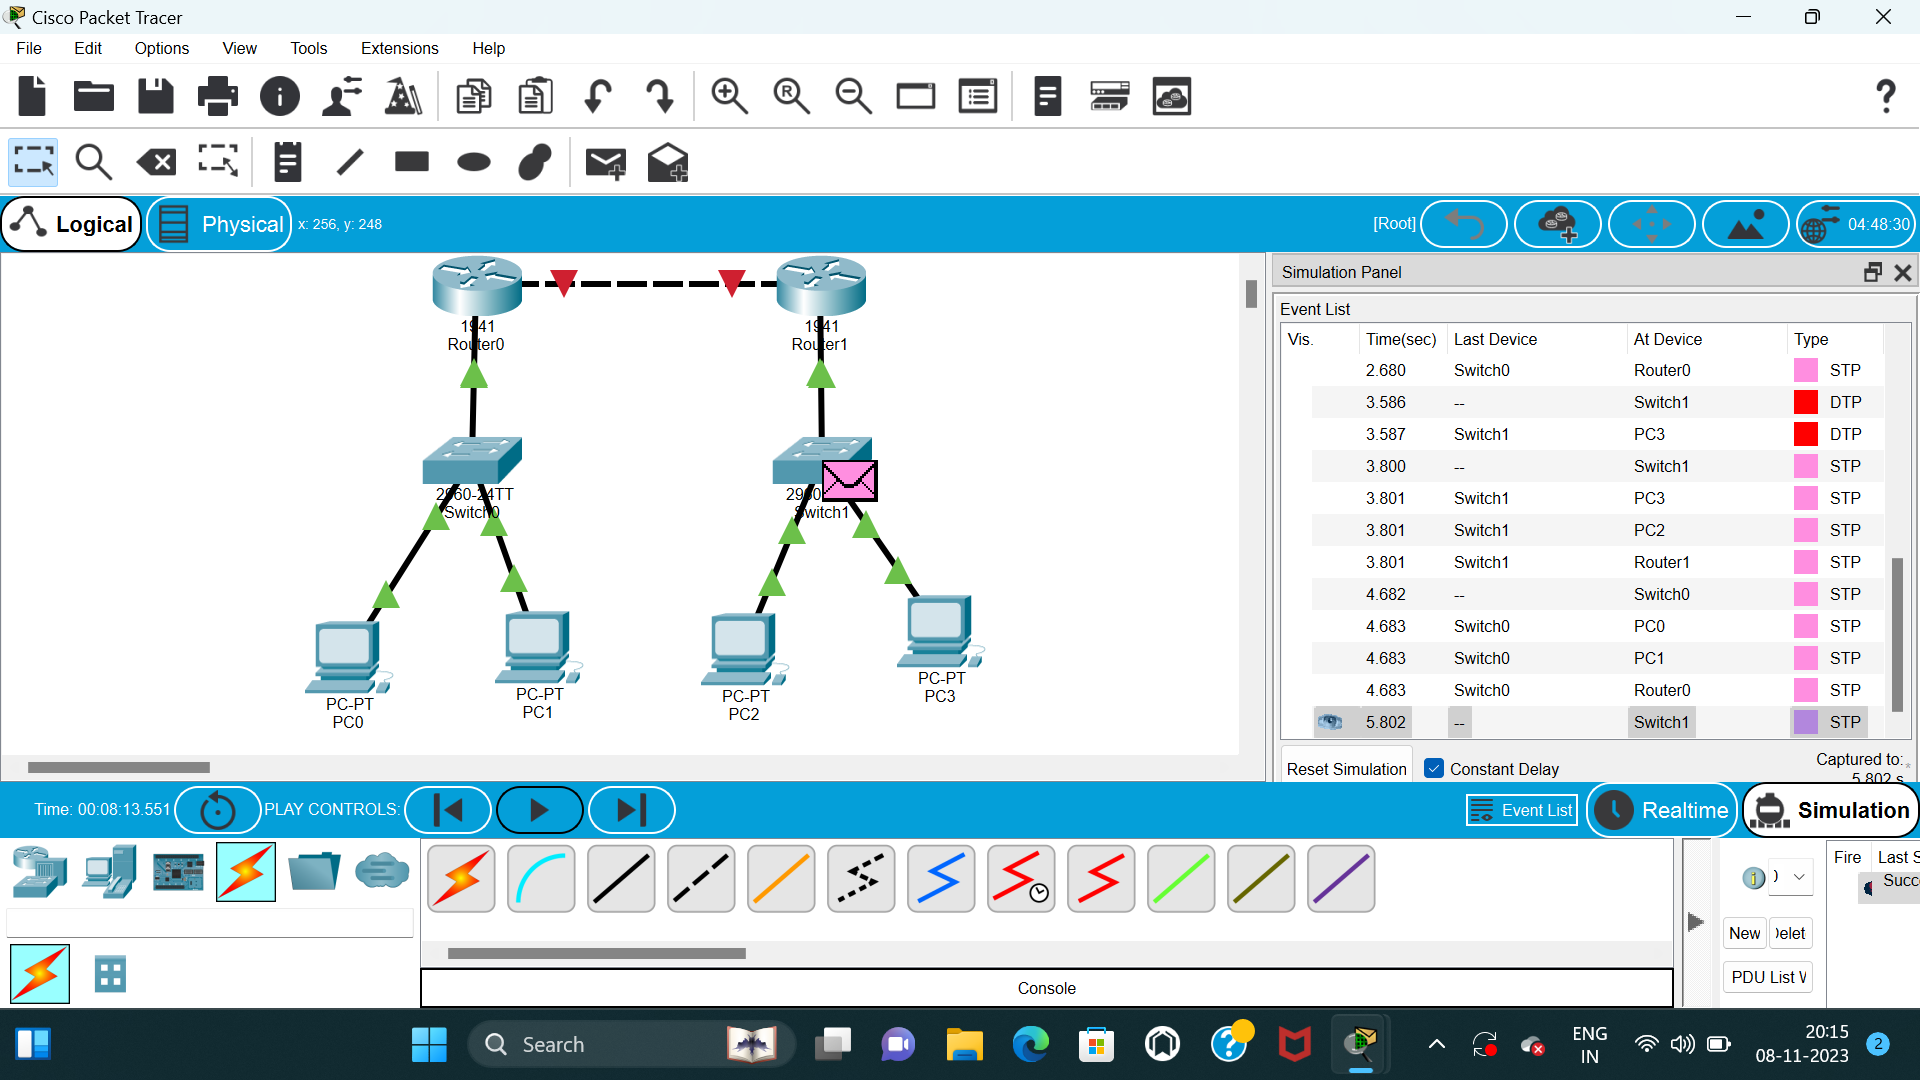 Cisco Packet Tracer
File Edit Options View Tools Extensions Help
Logical Physical x: 256, y: 248 [Root] 04:48:30
1941
Router0
1941
Router1
2960-24TT
Switch0
2960
Switch1
PC-PT
PC0
PC-PT
PC1
PC-PT
PC2
PC-PT
PC3
Simulation Panel
Event List
Vis. Time(sec) Last Device At Device Type
2.680 Switch0 Router0 STP
3.586 -- Switch1 DTP
3.587 Switch1 PC3 DTP
3.800 -- Switch1 STP
3.801 Switch1 PC3 STP
3.801 Switch1 PC2 STP
3.801 Switch1 Router1 STP
4.682 -- Switch0 STP
4.683 Switch0 PC0 STP
4.683 Switch0 PC1 STP
4.683 Switch0 Router0 STP
5.802 -- Switch1 STP
Reset Simulation Constant Delay Captured to:*
5.802 s
Time: 00:08:13.551 PLAY CONTROLS: Event List Realtime Simulation
Fire Last S
Succe
New elet
PDU List W
Console
Search
ENG
IN
20:15
08-11-2023
2